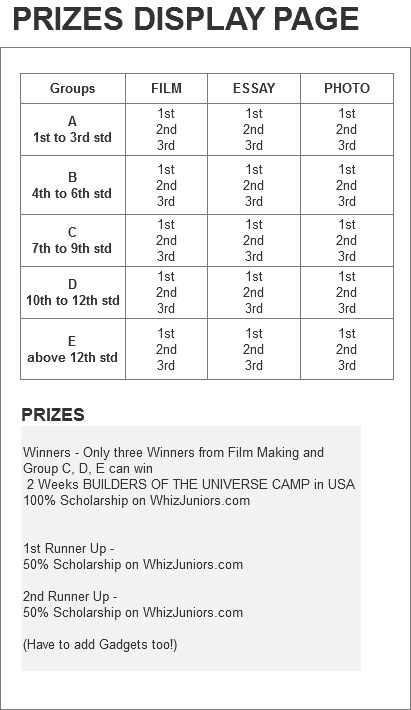 PRIZES DISPLAY PAGE
Groups FILM ESSAY PHOTO
A
1st to 3rd std
1st 1st 1st
2nd 2nd 2nd
3rd 3rd 3rd
B
4th to 6th std
1st 1st 1st
2nd 2nd 2nd
3rd 3rd 3rd
C
7th to 9th std
1st 1st 1st
2nd 2nd 2nd
3rd 3rd 3rd
D
10th to 12th std
1st 1st 1st
2nd 2nd 2nd
3rd 3rd 3rd
E
above 12th std
1st 1st 1st
2nd 2nd 2nd
3rd 3rd 3rd
PRIZES
Winners - Only three Winners from Film Making and
Group C, D, E can win
2 Weeks BUILDERS OF THE UNIVERSE CAMP in USA
100% Scholarship on WhizJuniors.com
1st Runner Up -
50% Scholarship on WhizJuniors.com
2nd Runner Up -
50% Scholarship on WhizJuniors.com
(Have to add Gadgets too!)